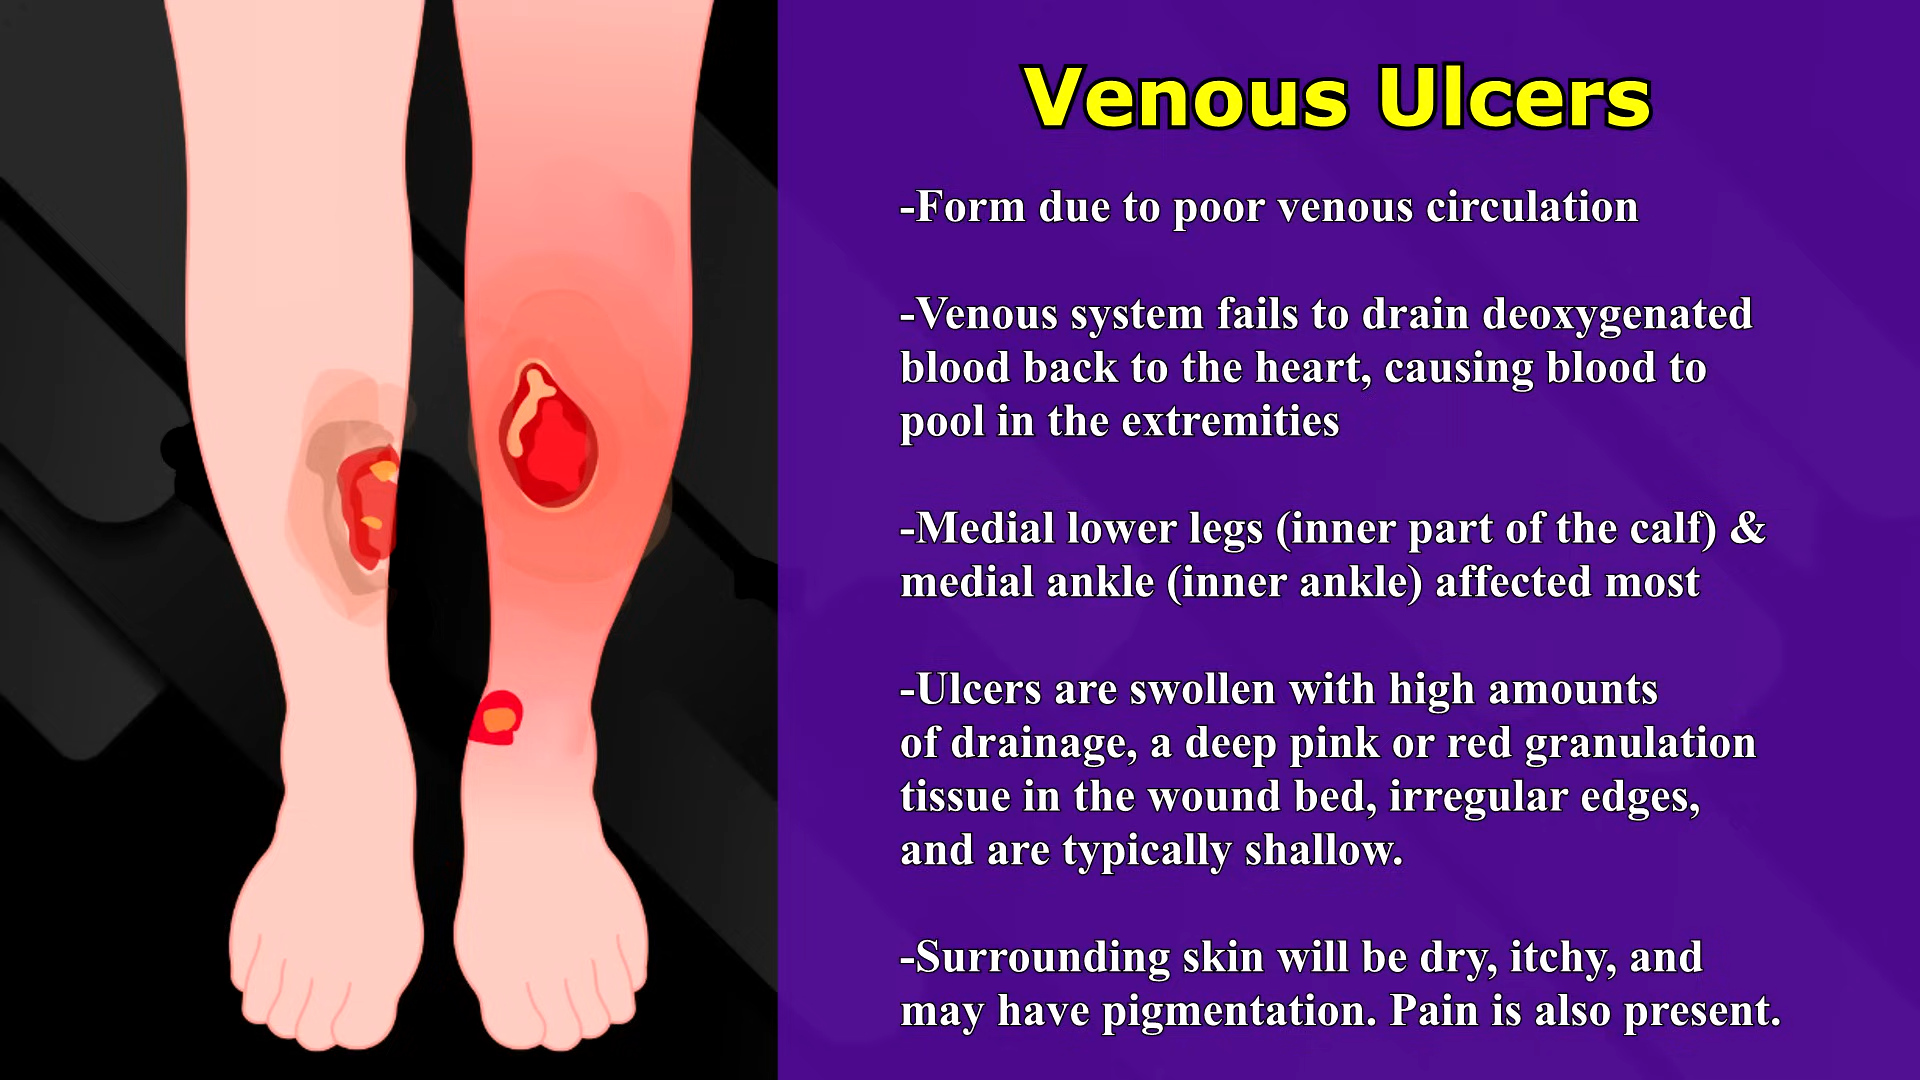 Venous Ulcers
-Form due to poor venous circulation
-Venous system fails to drain deoxygenated
blood back to the heart, causing blood to
pool in the extremities
-Medial lower legs (inner part of the calf) &
medial ankle (inner ankle) affected most
-Ulcers are swollen with high amounts
of drainage, a deep pink or red granulation
tissue in the wound bed, irregular edges,
and are typically shallow.
-Surrounding skin will be dry, itchy, and
may have pigmentation. Pain is also present.